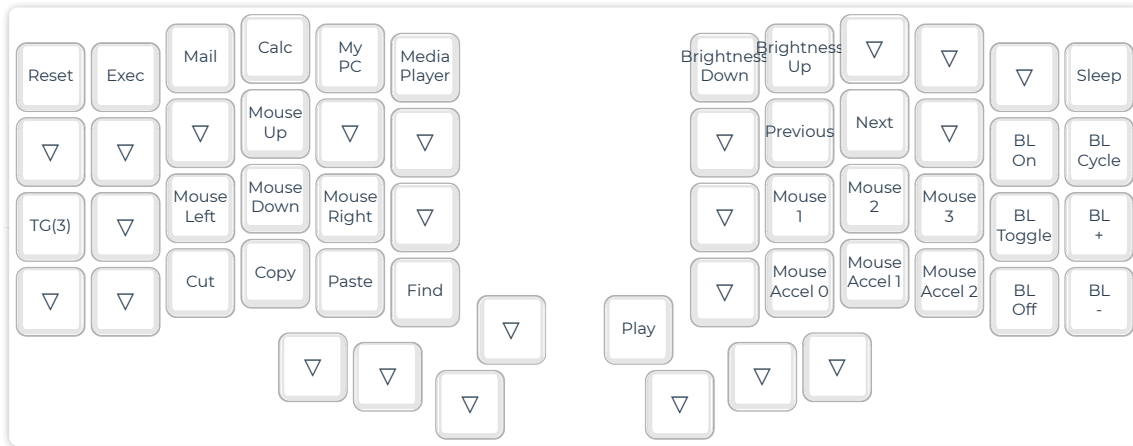 Reset
Exec
Mail
Calc
My
PC
Media
Player
Brightness
Down
Brightness
Up
▽
▽
▽
Sleep
▽
▽
▽
Mouse
Up
▽
▽
▽
Previous
Next
▽
BL
On
BL
Cycle
TG(3)
▽
Mouse
Left
Mouse
Down
Mouse
Right
▽
▽
Mouse
1
Mouse
2
Mouse
3
BL
Toggle
BL
+
▽
▽
Cut
Copy
Paste
Find
▽
Mouse
Accel 0
Mouse
Accel 1
Mouse
Accel 2
BL
Off
BL
-
▽
Play
▽
▽
▽
▽
▽
▽